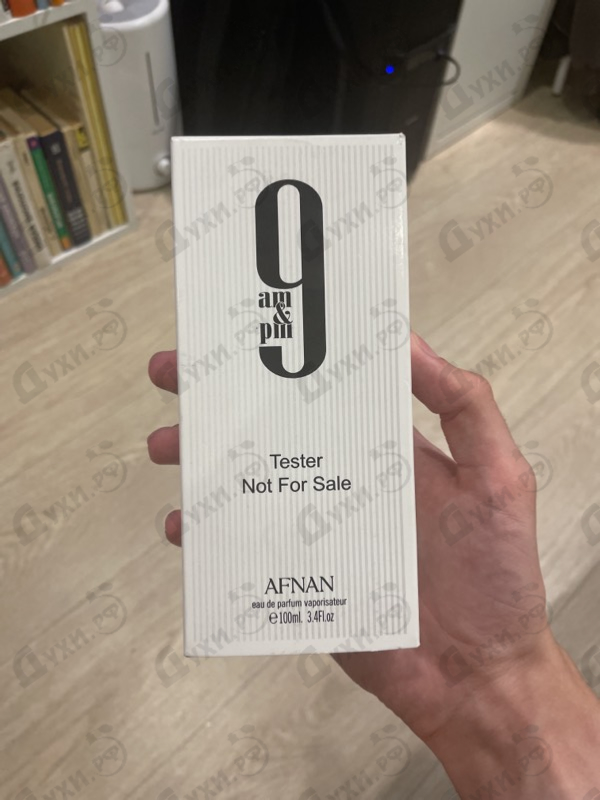 9
am
&
pm
Tester
Not For Sale
AFNAN
eau de parfum vaporisateur
℮100ml. 3.4Fl.oz
Духи.РФ